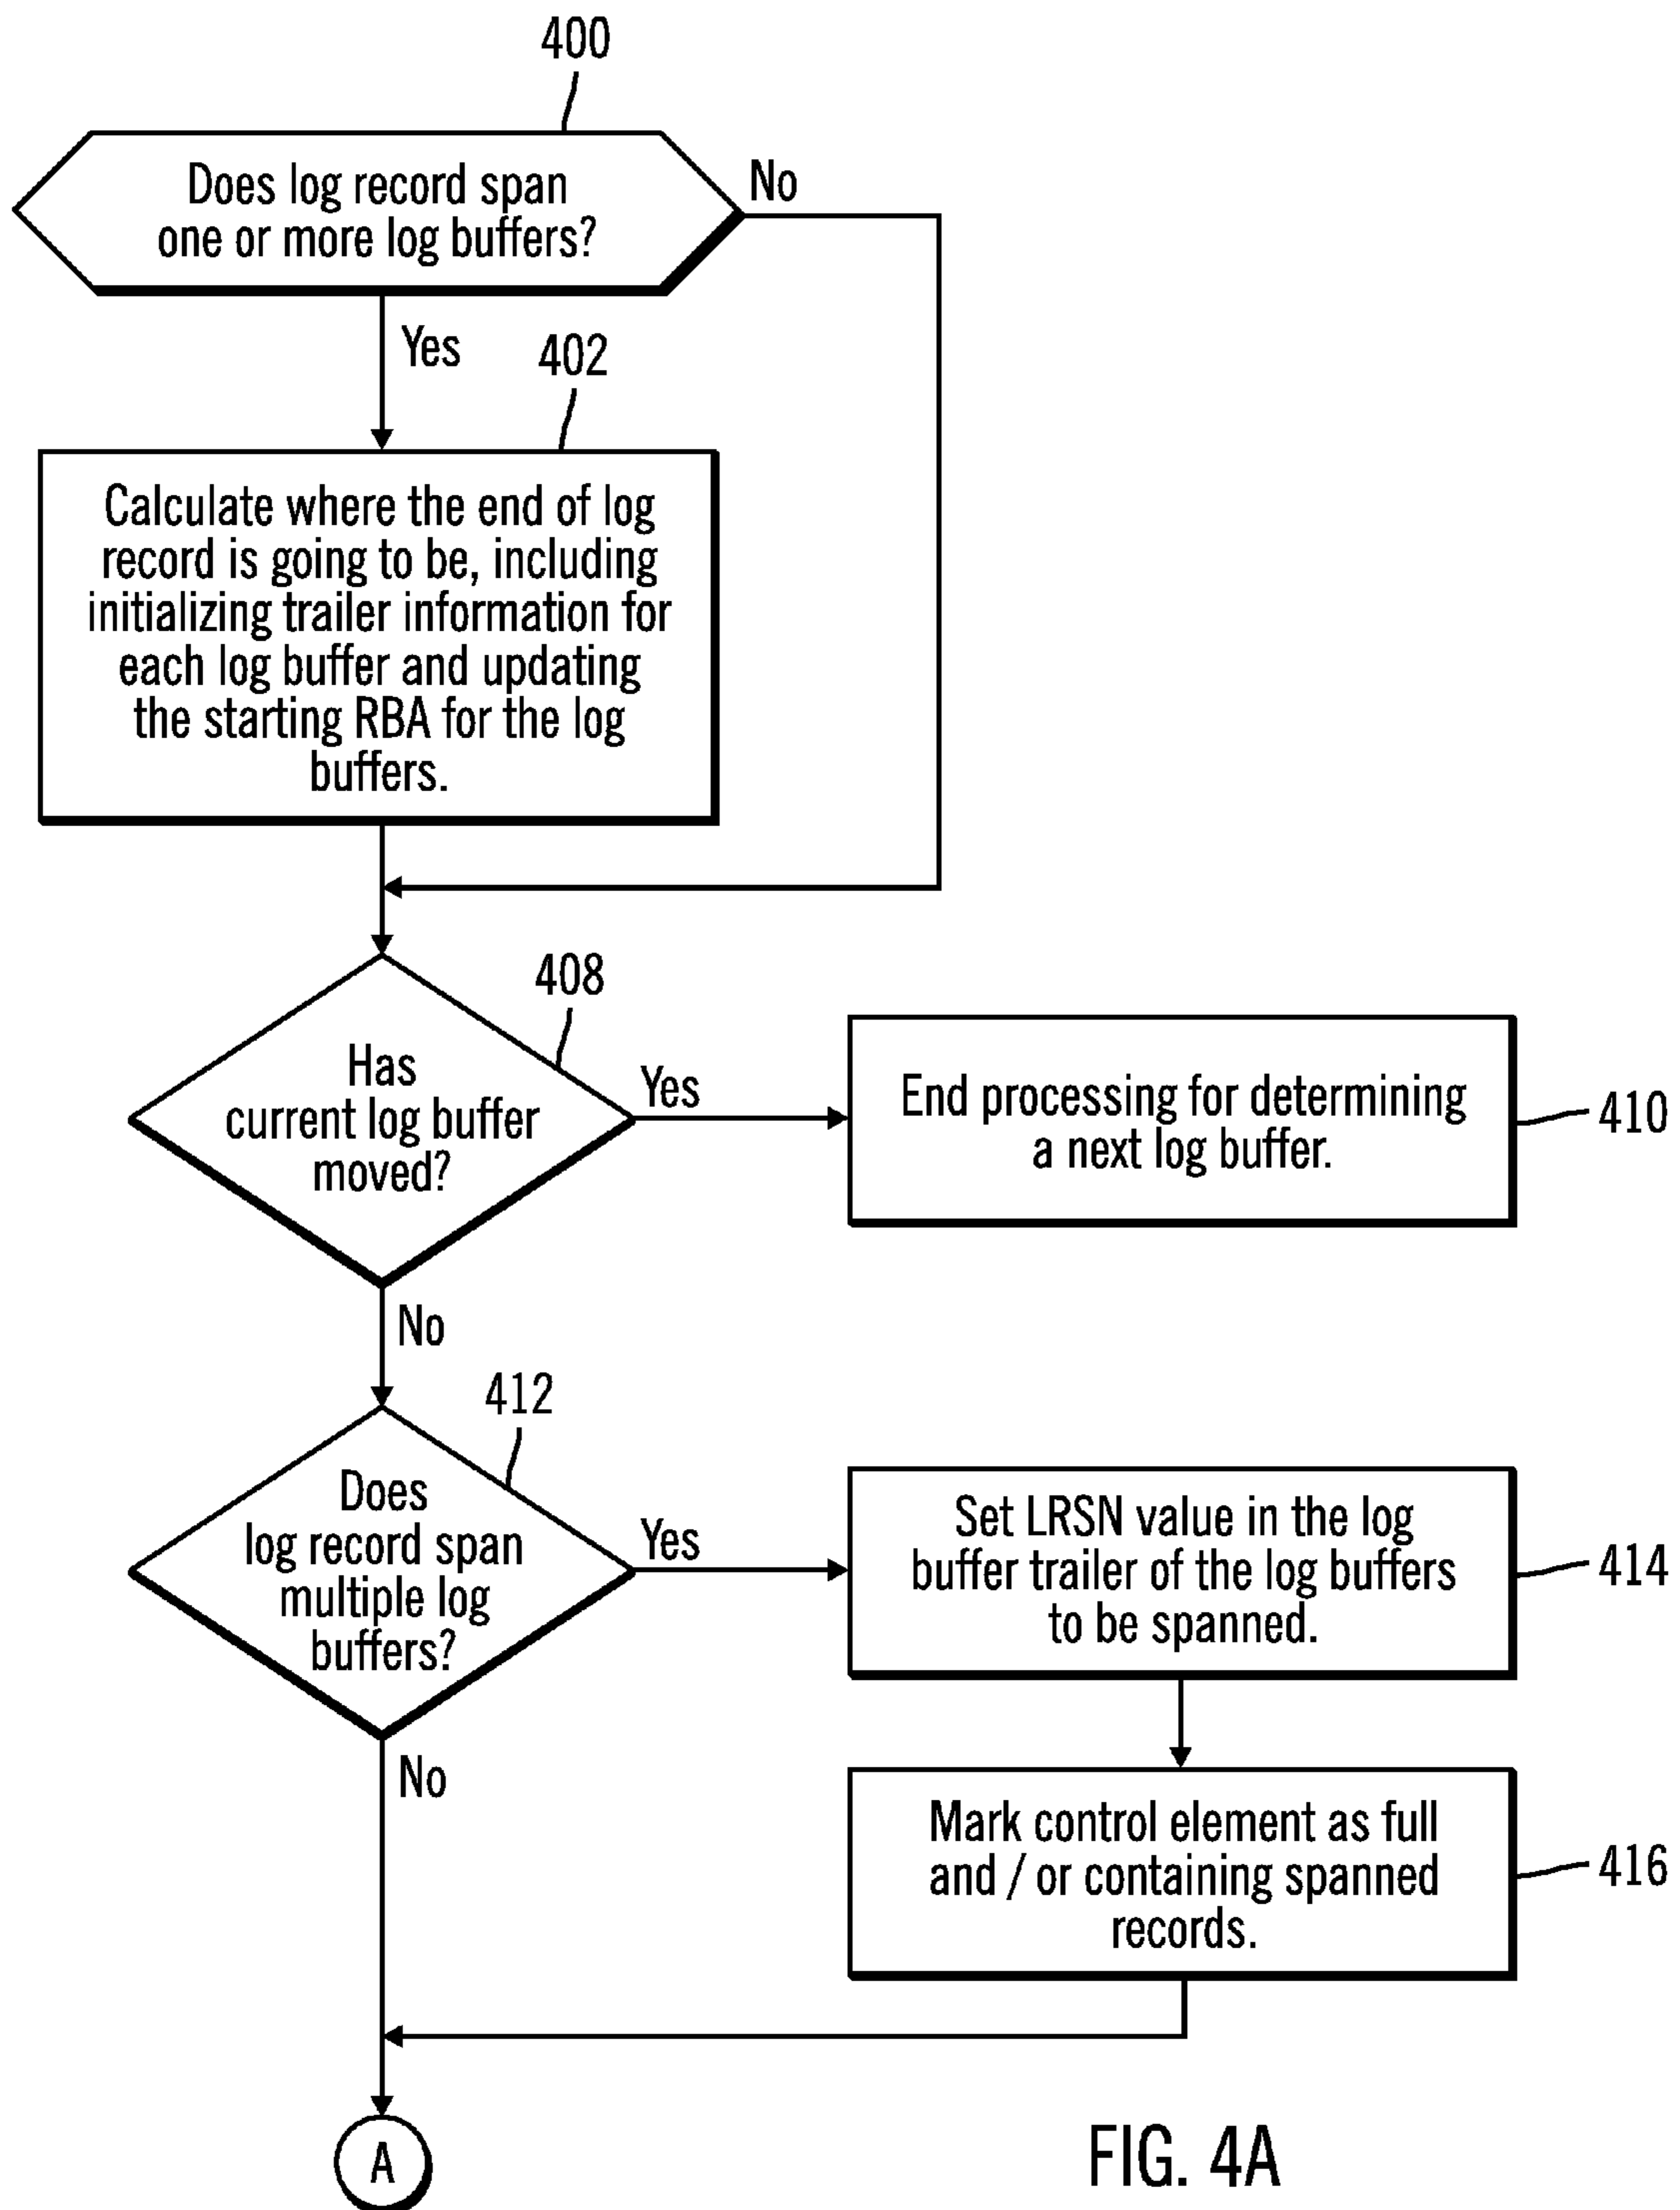 400
Does log record span
one or more log buffers?
No
Yes
402
Calculate where the end of log
record is going to be, including
initializing trailer information for
each log buffer and updating
the starting RBA for the log
buffers.
408
Has
current log buffer
moved?
Yes
End processing for determining
a next log buffer.
410
No
412
Does
log record span
multiple log
buffers?
Yes
Set LRSN value in the log
buffer trailer of the log buffers
to be spanned.
414
No
Mark control element as full
and / or containing spanned
records.
416
A
FIG. 4A